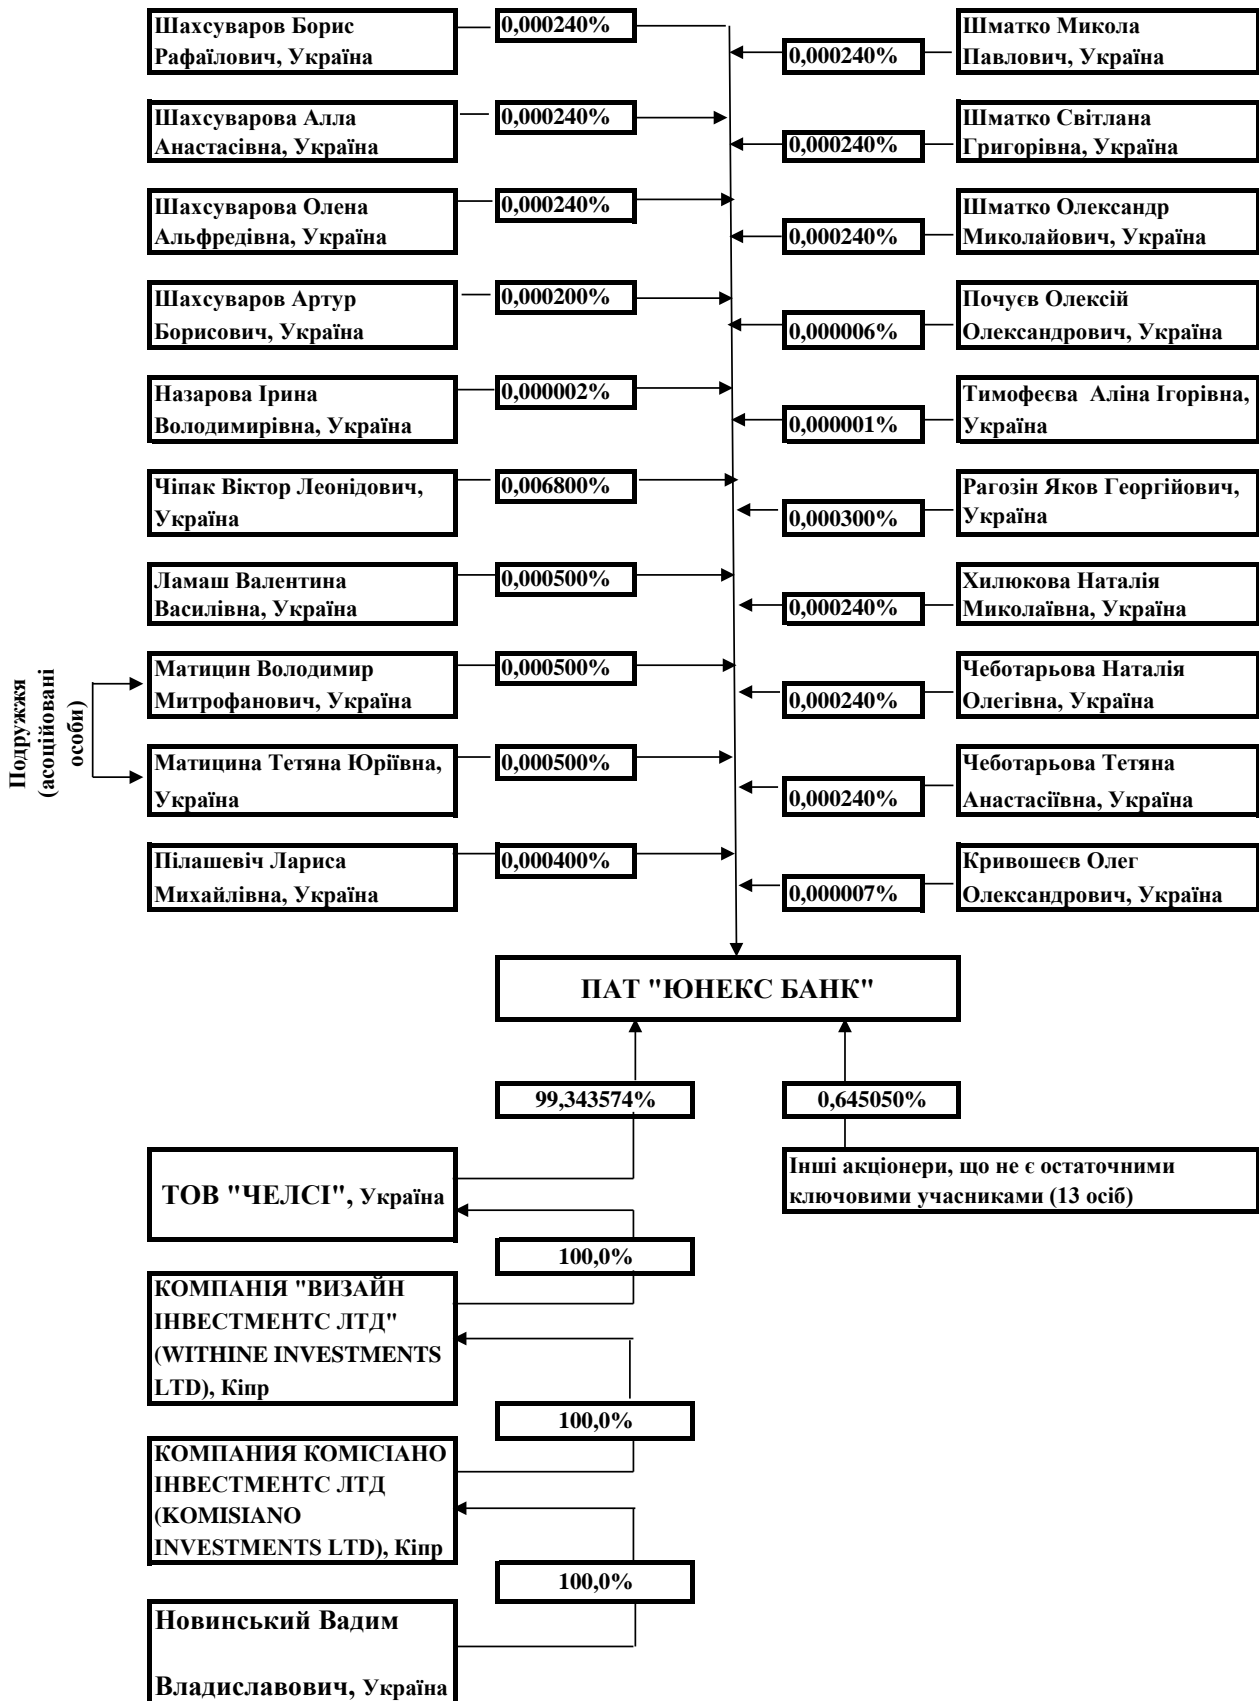 Шахсуваров Борис
Рафаїлович, Україна
0,000240%
Шматко Микола
Павлович, Україна
0,000240%
Шахсуварова Алла
Анастасівна, Україна
0,000240%
Шматко Світлана
Григорівна, Україна
0,000240%
Шахсуварова Олена
Альфредівна, Україна
0,000240%
Шматко Олександр
Миколайович, Україна
0,000240%
Шахсуваров Артур
Борисович, Україна
0,000200%
Почуєв Олексій
Олександрович, Україна
0,000006%
Назарова Ірина
Володимирівна, Україна
0,000002%
Тимофеєва  Аліна Ігорівна,
Україна
0,000001%
Чіпак Віктор Леонідович,
Україна
0,006800%
Рагозін Яков Георгійович,
Україна
0,000300%
Ламаш Валентина
Василівна, Україна
0,000500%
Хилюкова Наталія
Миколаївна, Україна
0,000240%
Подружжя
(асоційовані
особи)
Матицин Володимир
Митрофанович, Україна
0,000500%
Чеботарьова Наталія
Олегівна, Україна
0,000240%
Матицина Тетяна Юріївна,
Україна
0,000500%
Чеботарьова Тетяна
Анастасіївна, Україна
0,000240%
Пілашевіч Лариса
Михайлівна, Україна
0,000400%
Кривошеєв Олег
Олександрович, Україна
0,000007%
ПАТ "ЮНЕКС БАНК"
99,343574%
0,645050%
ТОВ "ЧЕЛСІ", Україна
Інші акціонери, що не є остаточними
ключовими учасниками (13 осіб)
100,0%
КОМПАНІЯ "ВИЗАЙН
ІНВЕСТМЕНТС ЛТД"
(WITHINE INVESTMENTS
LTD), Кіпр
100,0%
КОМПАНИЯ КОМІСІАНО
ІНВЕСТМЕНТС ЛТД
(KOMISIANO
INVESTMENTS LTD), Кіпр
100,0%
Новинський Вадим
Владиславович, Україна